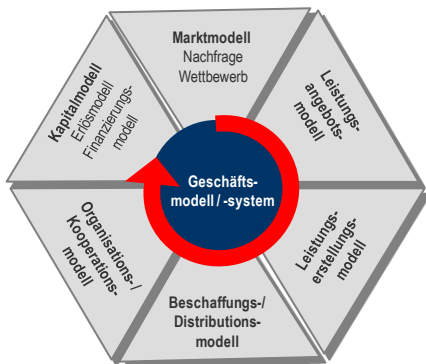 Marktmodell
Nachfrage
Wettbewerb
Leistungs-
angebots-
modell
Leistungs-
erstellungs-
modell
Beschaffungs-/
Distributions-
modell
Organisations-/
Kooperations-
modell
Kapitalmodell
Erlösmodell
Finanzierungs-
modell
Geschäfts-
modell / -system